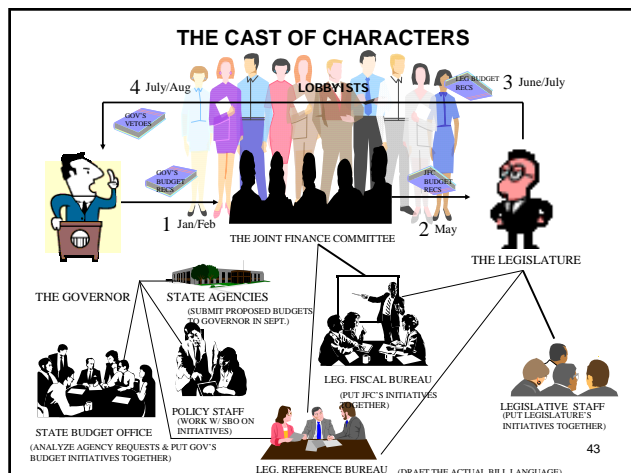 THE CAST OF CHARACTERS
4 July/Aug
LOBBYISTS
LEG BUDGET
RECS
3 June/July
GOV'S
VETOES
GOV'S
BUDGET
RECS
JFC
BUDGET
RECS
1 Jan/Feb
2 May
THE JOINT FINANCE COMMITTEE
THE LEGISLATURE
THE GOVERNOR
STATE AGENCIES
(SUBMIT PROPOSED BUDGETS
TO GOVERNOR IN SEPT.)
LEG. FISCAL BUREAU
(PUT JFC'S INITIATIVES
TOGETHER)
POLICY STAFF
(WORK W/ SBO ON
INITIATIVES)
LEGISLATIVE STAFF
(PUT LEGISLATURE'S
INITIATIVES TOGETHER)
STATE BUDGET OFFICE
(ANALYZE AGENCY REQUESTS & PUT GOV'S
BUDGET INITIATIVES TOGETHER)
43
LEG. REFERENCE BUREAU
(DRAFT THE ACTUAL BILL LANGUAGE)